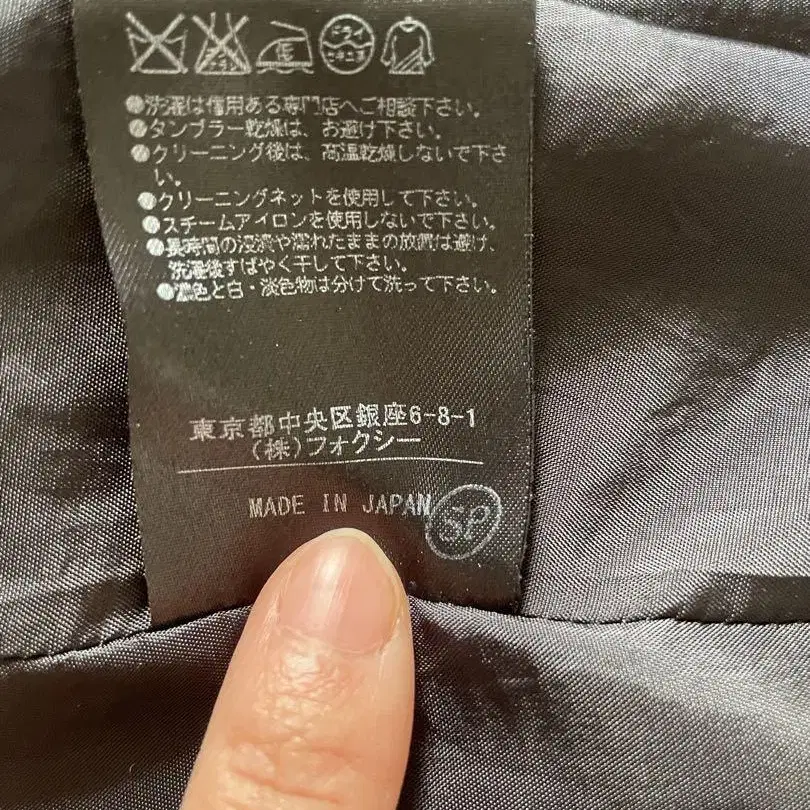 ドライ
●洗濯は信用ある専門店へご相談下さい。
●タンブラー乾燥は、お避け下さい。
●クリーニング後は、高温乾燥しないで下さ
い。
●クリーニングネットを使用して下さい。
●スチームアイロンを使用しないで下さい。
●長時間の浸漬や濡れたままの放置は避け、
洗濯後すばやく干して下さい。
●濃色と白・淡色物は分けて洗って下さい。
東京都中央区銀座6-8-1
(株)フォクシー
MADE IN JAPAN
SP